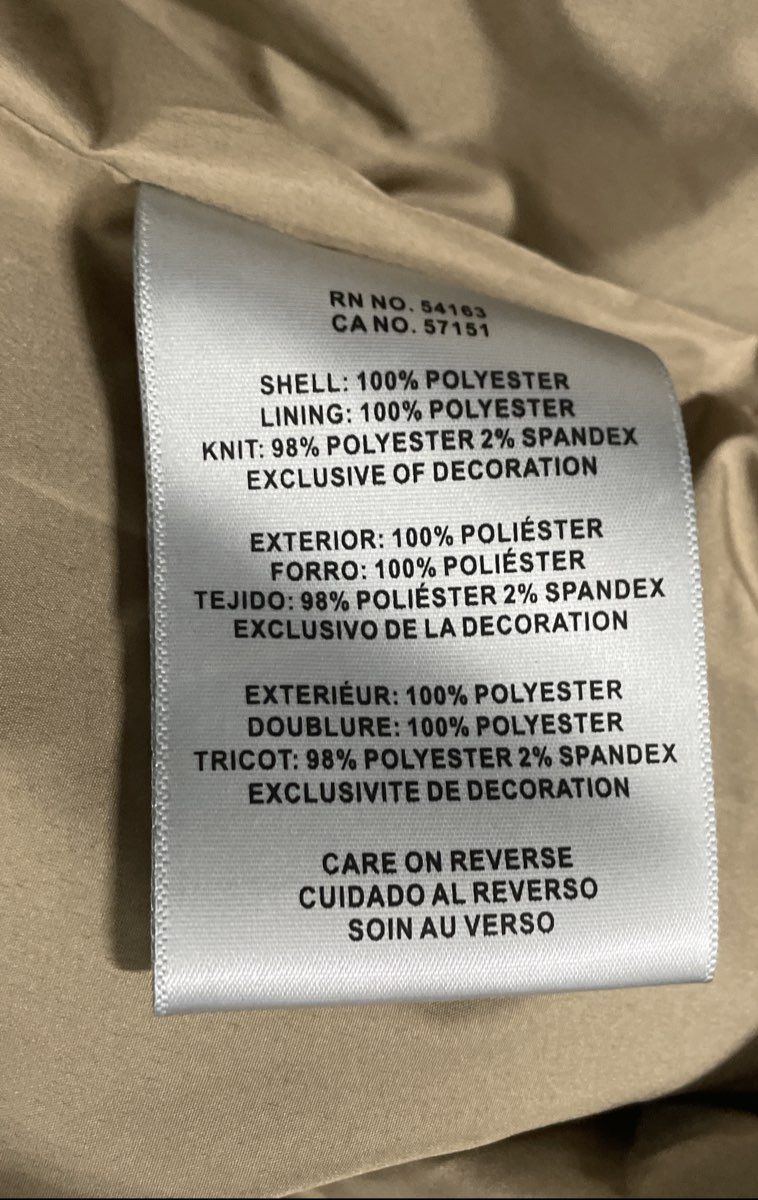 RN NO. 54163
CA NO. 57151
SHELL: 100% POLYESTER
LINING: 100% POLYESTER
KNIT: 98% POLYESTER 2% SPANDEX
EXCLUSIVE OF DECORATION
EXTERIOR: 100% POLIÉSTER
FORRO: 100% POLIÉSTER
TEJIDO: 98% POLIÉSTER 2% SPANDEX
EXCLUSIVO DE LA DECORATION
EXTERIÉUR: 100% POLYESTER
DOUBLURE: 100% POLYESTER
TRICOT: 98% POLYESTER 2% SPANDEX
EXCLUSIVITE DE DECORATION
CARE ON REVERSE
CUIDADO AL REVERSO
SOIN AU VERSO